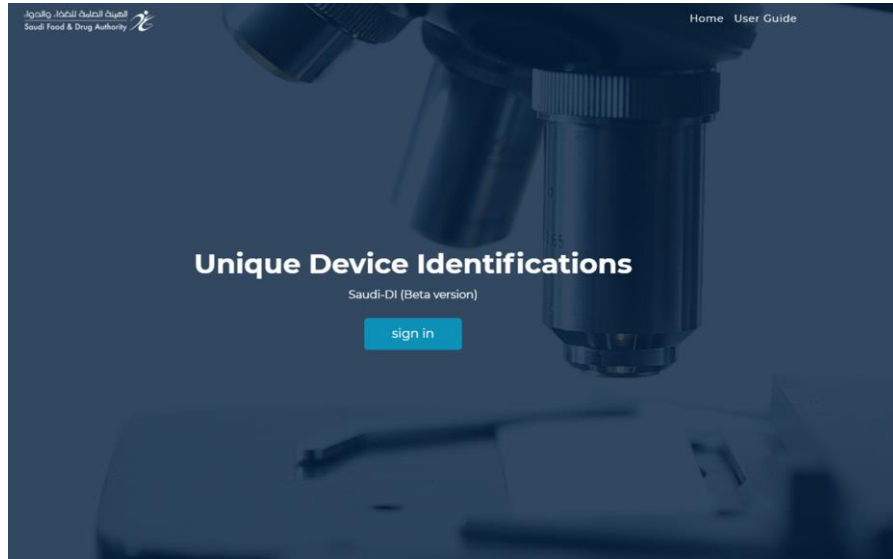 الهيئة العامة للغذاء والدواء
Saudi Food & Drug Authority
Home User Guide
Unique Device Identifications
Saudi-DI (Beta version)
sign in